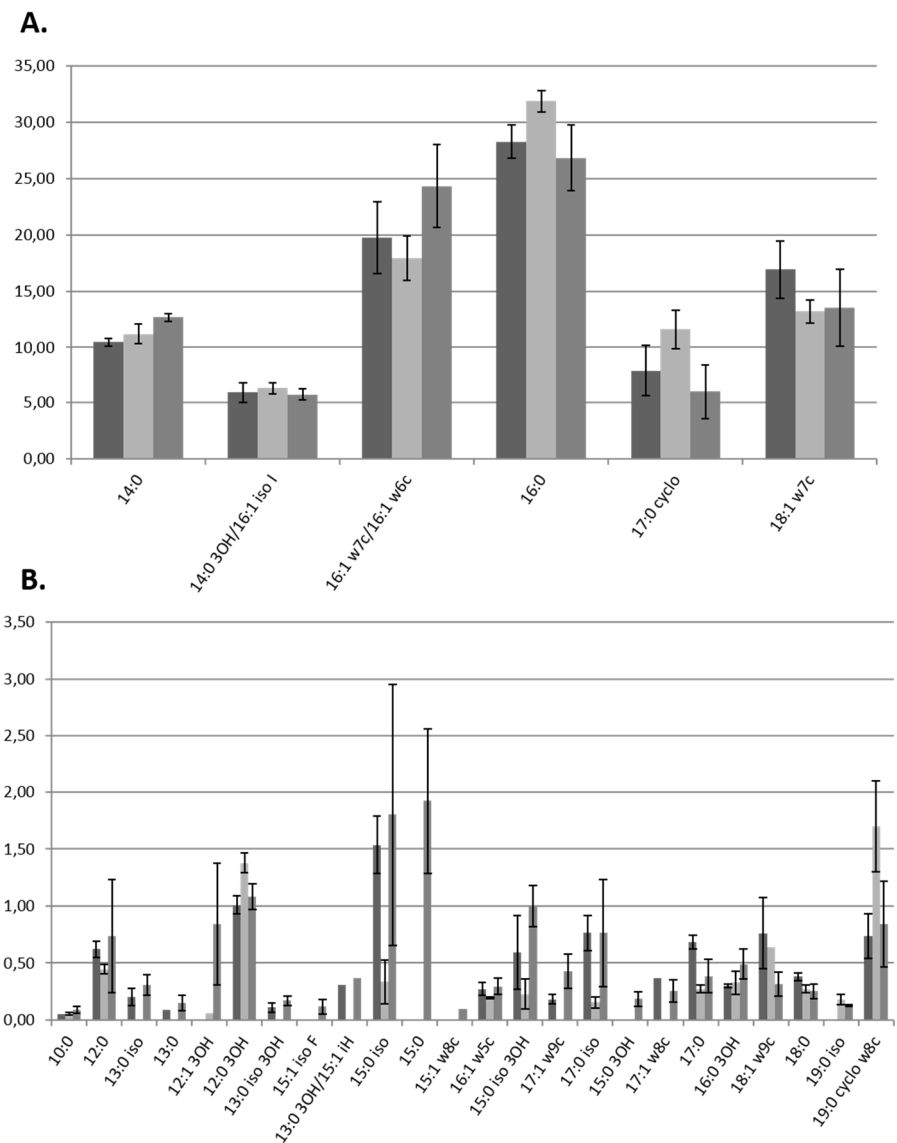 A.
35,00
30,00
25,00
20,00
15,00
10,00
5,00
0,00
14:0
14:0 3OH/16:1 iso I
16:1 w7c/16:1 w6c
16:0
17:0 cyclo
18:1 w7c
B.
3,50
3,00
2,50
2,00
1,50
1,00
0,50
0,00
10:0
12:0
13:0 iso
13:0
12:1 3OH
12:0 3OH
13:0 iso 3OH
15:1 iso F
13:0 3OH/15:1 iH
15:0 iso
15:0
15:1 w8c
16:1 w5c
15:0 iso 3OH
17:1 w9c
17:0 iso
15:0 3OH
17:1 w8c
17:0
16:0 3OH
18:1 w9c
18:0
19:0 iso
19:0 cyclo w8c